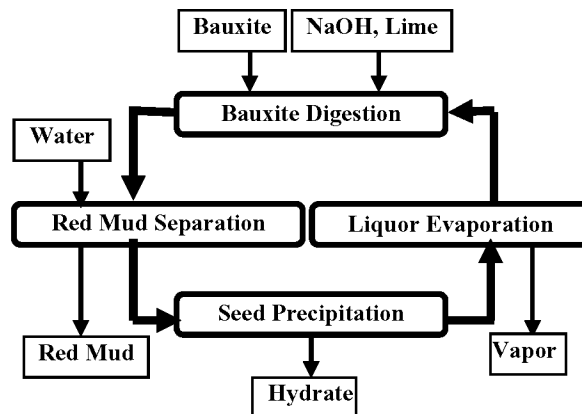 Bauxite
NaOH, Lime
Bauxite Digestion
Water
Red Mud Separation
Liquor Evaporation
Seed Precipitation
Red Mud
Vapor
Hydrate